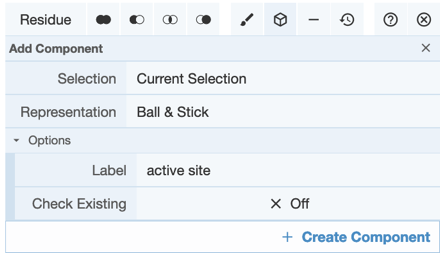 Residue
Add Component
Selection Current Selection
Representation Ball & Stick
Options
Label active site
Check Existing Off
Create Component